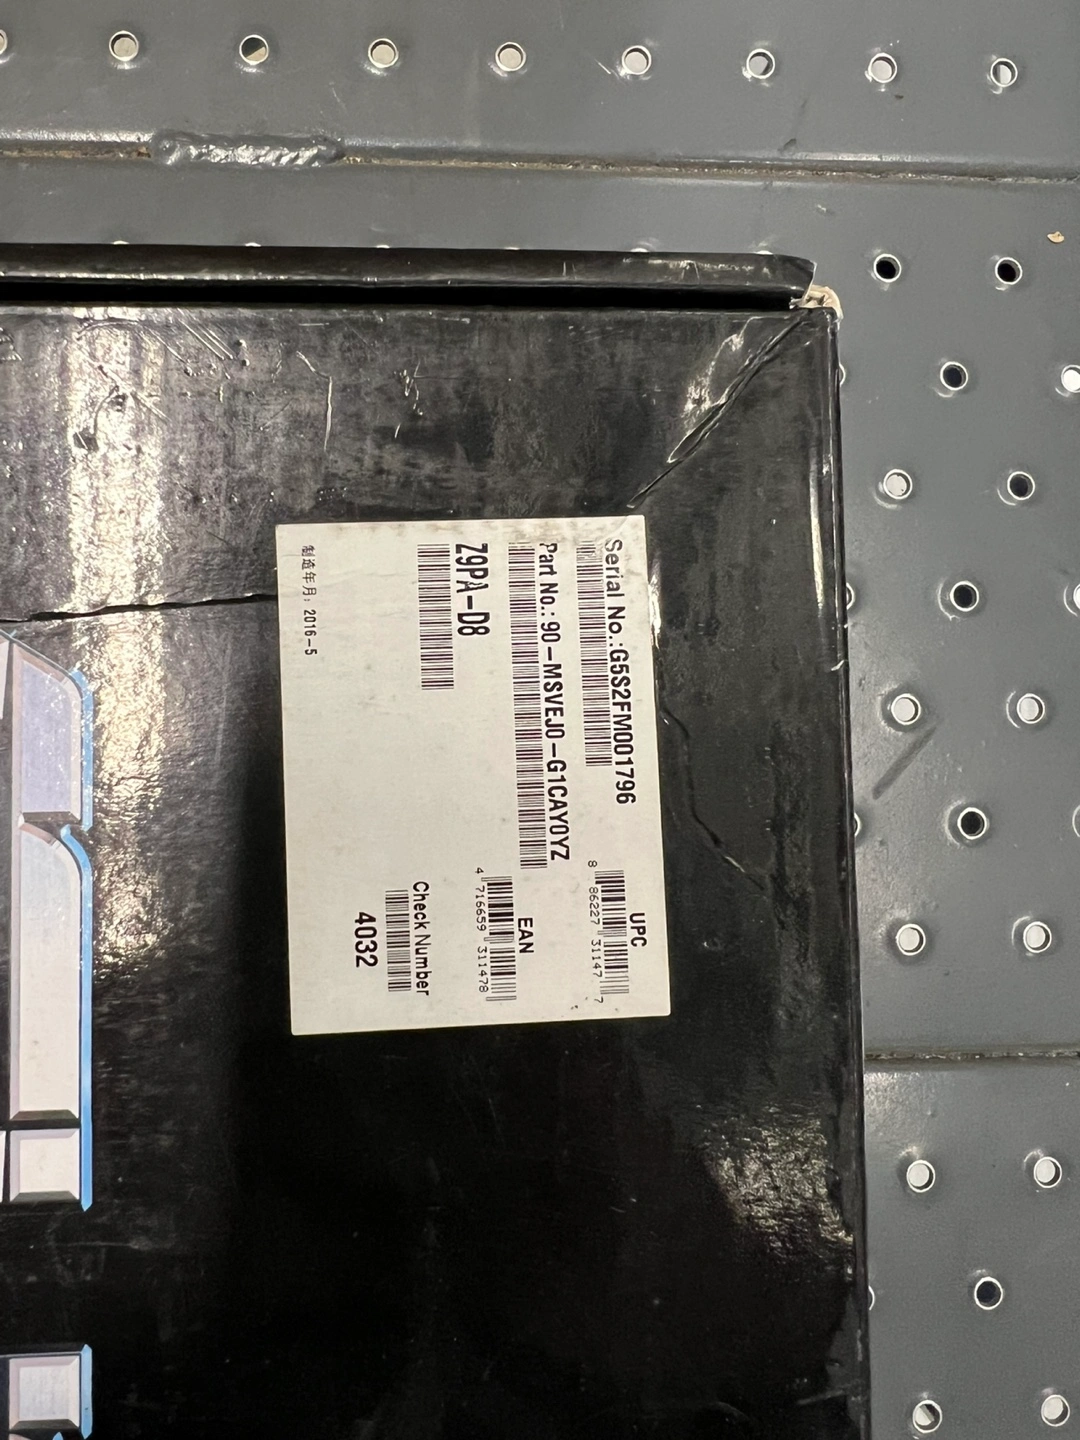 Serial No.:G5S2FM001796
Part No.:90-MSVEJ0-G1CAY0YZ
Z9PA-D8
制造年月: 2016-5
UPC
8 86227 31147 7
EAN
4 716659 311478
Check Number
4032